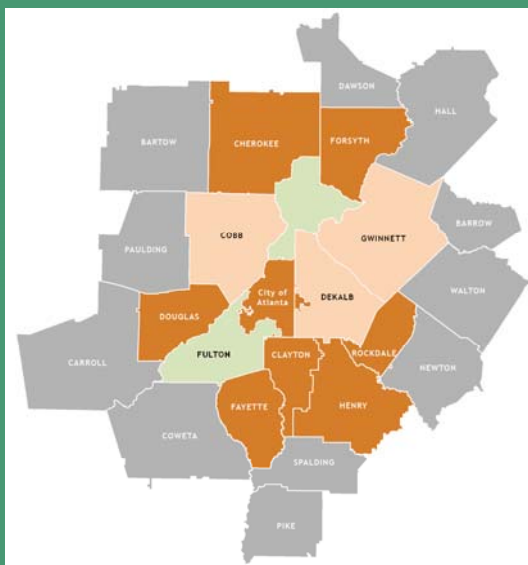 DAWSON
HALL
BARTOW
CHEROKEE
FORSYTH
BARROW
COBB
GWINNETT
PAULDING
WALTON
City of
Atlanta
DEKALB
DOUGLAS
FULTON
ROCKDALE
CARROLL
CLAYTON
NEWTON
FAYETTE
HENRY
COWETA
SPALDING
PIKE